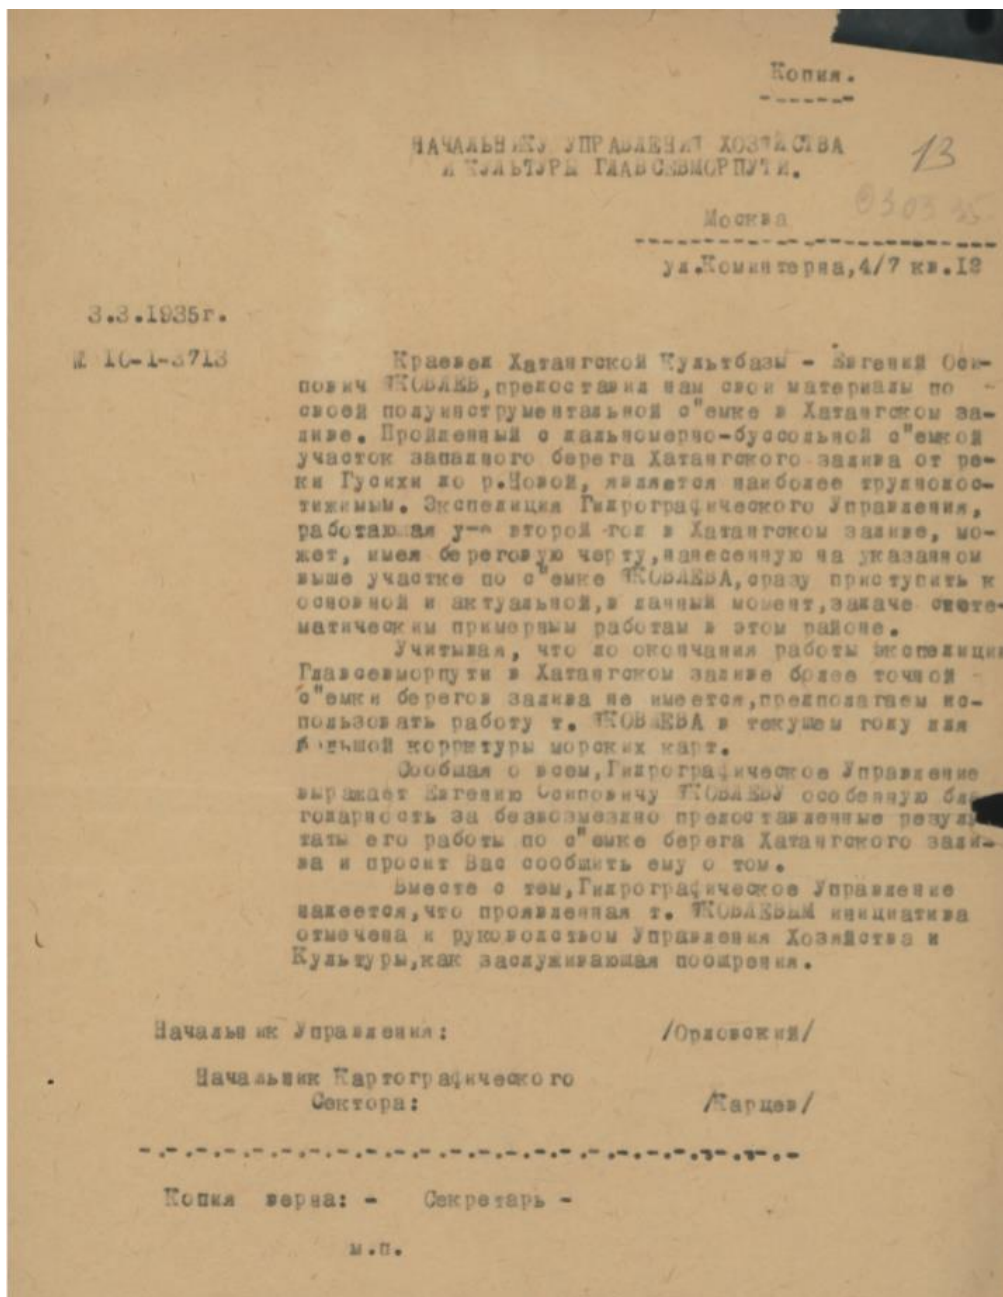 Копия.
13
НАЧАЛЬНИКУ УПРАВЛЕНИЯ ХОЗЯЙСТВА
И КУЛЬТУРЫ ГЛАВСЕВМОРПУТИ.
Москва
ул.Коминтерна,4/7 кв.12
3.3.1935г.
№ 10-1-3713
Краевед Хатангской Культбазы - Евгений Оси-
пович ЯКОВЛЕВ,предоставил нам свои материалы по
своей полуинструментальной с"емке в Хатангском за-
ливе. Пройденный с дальномерно-буссольной с"емкой
участок западного берега Хатангского залива от ре-
ки Гусихи до р.Новой, является наиболее труднодос-
тижимым. Экспедиция Гидрографического Управления,
работающая уже второй год в Хатангском заливе, мо-
жет, имея береговую черту,нанесенную на указанном
выше участке по с"емке ЯКОВЛЕВА,сразу приступить к
основной и актуальной,в данный момент,задаче систе-
матическим примерным работам в этом районе.
Учитывая, что до окончания работы экспедиции
Главсевморпути в Хатангском заливе более точной -
с"емки берегов залива не имеется,предполагаем ис-
пользовать работу т. ЯКОВЛЕВА в текущем году для
большой корритуры морских карт.
Сообщая о всем,Гидрографическое Управление
выражает Евгению Осиповичу ЯКОВЛЕВУ особенную бла-
годарность за безвозмездно предоставленные резуль-
таты его работы по с"емке берега Хатангского зали-
ва и просит Вас сообщить ему о том.
Вместе с тем,Гидрографическое Управление
надеется,что проявленная т. ЯКОВЛЕВЫМ инициатива
отмечена и руководством Управления Хозяйства и
Культуры,как заслуживающая поощрения.
Начальник Управления: /Орловский/
Начальник Картографического
Сектора: /Карцев/
Копия верна: - Секретарь -
м.п.